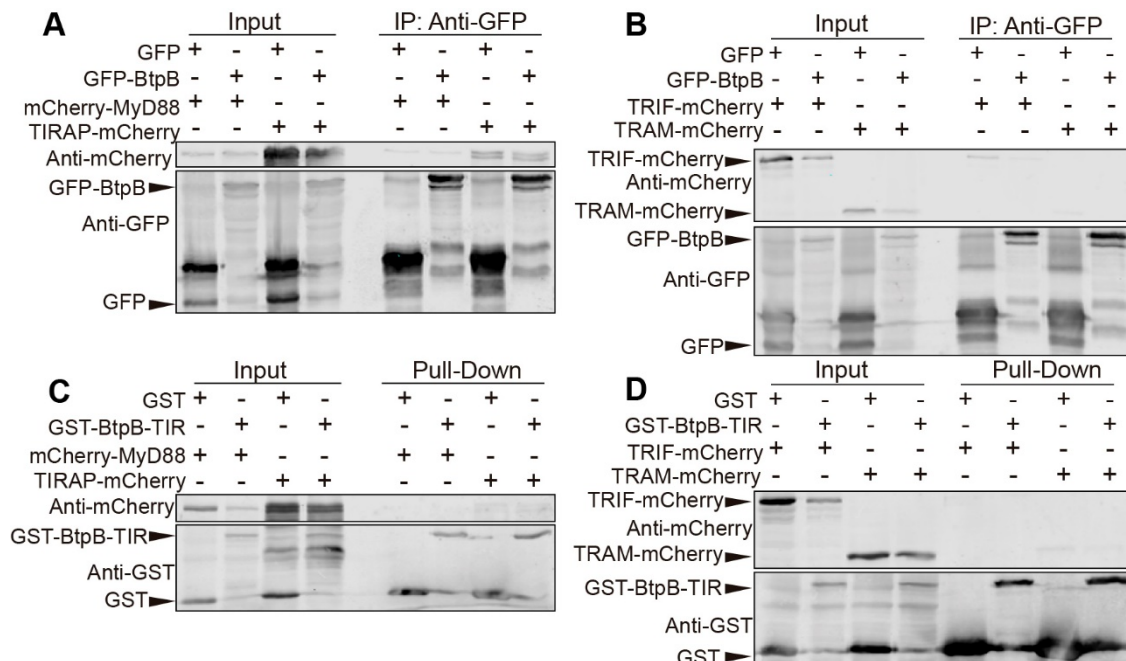 A
Input
IP: Anti-GFP
GFP + - + - + - + -
GFP-BtpB - + - + - + - +
mCherry-MyD88 + + - - + + - -
TIRAP-mCherry - - + + - - + +
Anti-mCherry
GFP-BtpB
Anti-GFP
GFP
B
Input
IP: Anti-GFP
GFP + - + - + - + -
GFP-BtpB - + - + - + - +
TRIF-mCherry + + - - + + - -
TRAM-mCherry - - + + - - + +
TRIF-mCherry
Anti-mCherry
TRAM-mCherry
GFP-BtpB
Anti-GFP
GFP
C
Input
Pull-Down
GST + - + - + - + -
GST-BtpB-TIR - + - + - + - +
mCherry-MyD88 + + - - + + - -
TIRAP-mCherry - - + + - - + +
Anti-mCherry
GST-BtpB-TIR
Anti-GST
GST
D
Input
Pull-Down
GST + - + - + - + -
GST-BtpB-TIR - + - + - + - +
TRIF-mCherry + + - - + + - -
TRAM-mCherry - - + + - - + +
TRIF-mCherry
Anti-mCherry
TRAM-mCherry
GST-BtpB-TIR
Anti-GST
GST